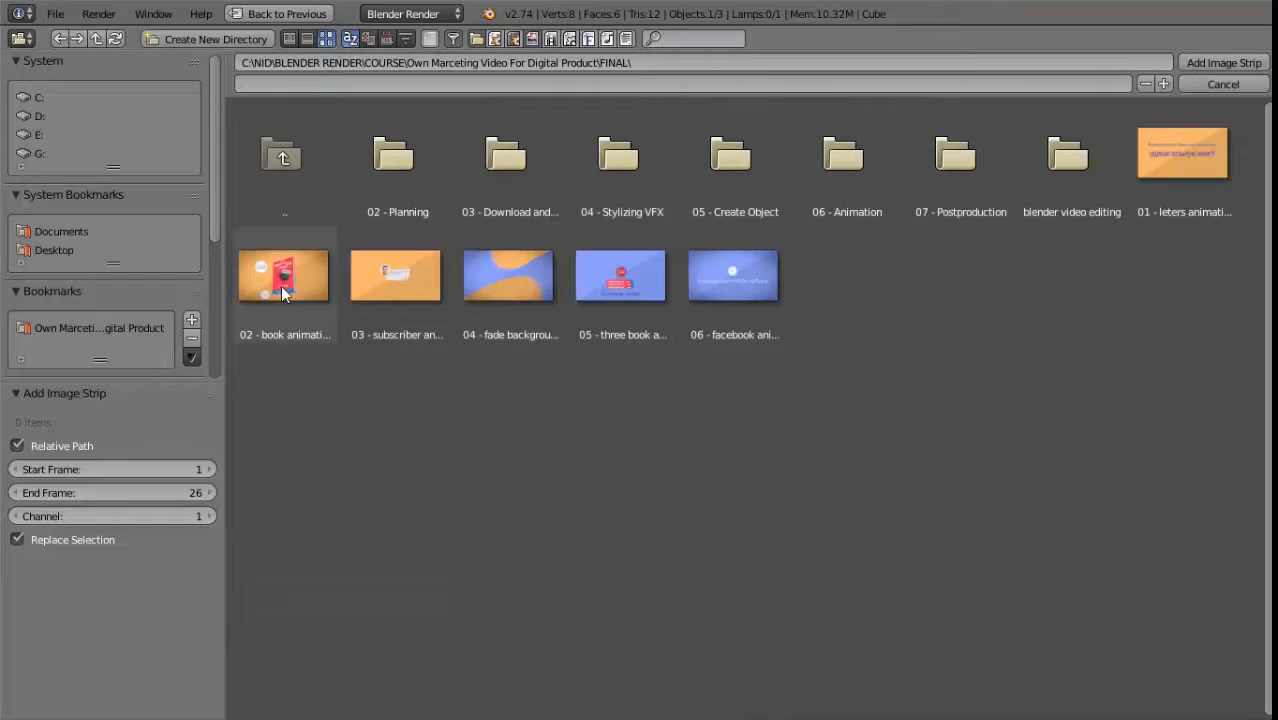 File Render Window Help Back to Previous Blender Render v2.74 | Verts:8 | Faces:6 | Tris:12 | Objects:1/3 | Lamps:0/1 | Mem:10.32M | Cube
Create New Directory
System
C:
D:
E:
G:
System Bookmarks
Documents
Desktop
Bookmarks
Own Marceti...gital Product
Add Image Strip
0 items
Relative Path
Start Frame: 1
End Frame: 26
Channel: 1
Replace Selection
C:\NID\BLENDER RENDER\COURSE\Own Marceting Video For Digital Product\FINAL\ Add Image Strip
Cancel
.. 02 - Planning 03 - Download and... 04 - Stylizing VFX 05 - Create Object 06 - Animation 07 - Postproduction blender video editing 01 - leters animati...
02 - book animati... 03 - subscriber an... 04 - fade backgrou... 05 - three book a... 06 - facebook ani...